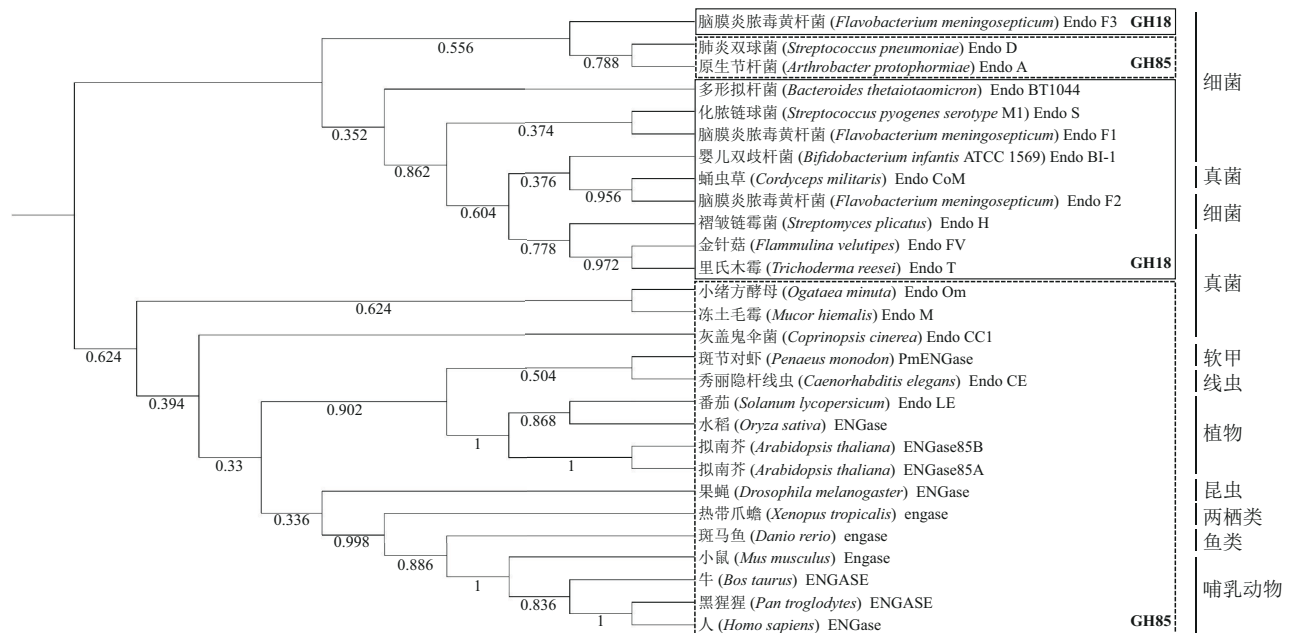 脑膜炎脓毒黄杆菌 (Flavobacterium meningosepticum) Endo F3 GH18
0.556
肺炎双球菌 (Streptococcus pneumoniae) Endo D
0.788
原生节杆菌 (Arthrobacter protophormiae) Endo A
GH85
细菌
多形拟杆菌 (Bacteroides thetaiotaomicron) Endo BT1044
0.352
化脓链球菌 (Streptococcus pyogenes serotype M1) Endo S
0.374
脑膜炎脓毒黄杆菌 (Flavobacterium meningosepticum) Endo F1
0.862
婴儿双歧杆菌 (Bifidobacterium infantis ATCC 1569) Endo BI-1
0.376
蛹虫草 (Cordyceps militaris) Endo CoM
真菌
0.956
脑膜炎脓毒黄杆菌 (Flavobacterium meningosepticum) Endo F2
0.604
细菌
褶皱链霉菌 (Streptomyces plicatus) Endo H
0.778
金针菇 (Flammulina velutipes) Endo FV
0.972
里氏木霉 (Trichoderma reesei) Endo T
GH18
真菌
小绪方酵母 (Ogataea minuta) Endo Om
0.624
冻土毛霉 (Mucor hiemalis) Endo M
灰盖鬼伞菌 (Coprinopsis cinerea) Endo CC1
0.624
斑节对虾 (Penaeus monodon) PmENGase
软甲
0.504
秀丽隐杆线虫 (Caenorhabditis elegans) Endo CE
线虫
0.394
0.902
番茄 (Solanum lycopersicum) Endo LE
0.868
水稻 (Oryza sativa) ENGase
植物
1
拟南芥 (Arabidopsis thaliana) ENGase85B
0.33
1
拟南芥 (Arabidopsis thaliana) ENGase85A
果蝇 (Drosophila melanogaster) ENGase
昆虫
0.336
热带爪蟾 (Xenopus tropicalis) engase
两栖类
0.998
斑马鱼 (Danio rerio) engase
鱼类
0.886
小鼠 (Mus musculus) Engase
1
牛 (Bos taurus) ENGASE
哺乳动物
0.836
黑猩猩 (Pan troglodytes) ENGASE
1
人 (Homo sapiens) ENGase
GH85